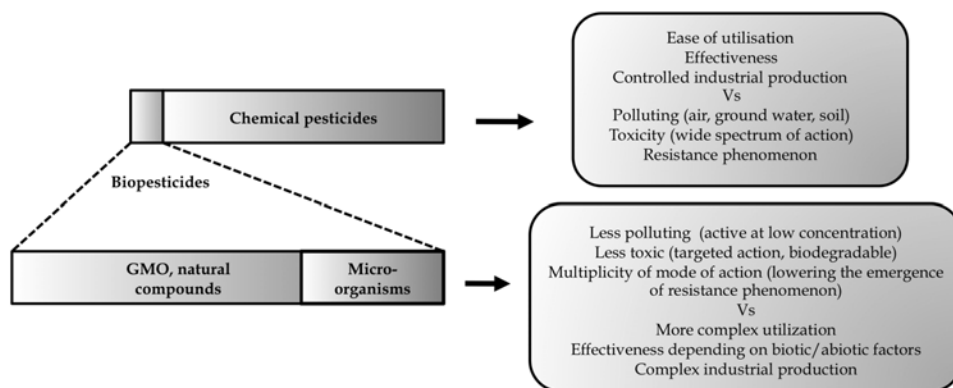 Ease of utilisation
Effectiveness
Controlled industrial production
Vs
Polluting (air, ground water, soil)
Toxicity (wide spectrum of action)
Resistance phenomenon
Chemical pesticides
Biopesticides
GMO, natural
compounds
Micro-
organisms
Less polluting (active at low concentration)
Less toxic (targeted action, biodegradable)
Multiplicity of mode of action (lowering the emergence
of resistance phenomenon)
Vs
More complex utilization
Effectiveness depending on biotic/abiotic factors
Complex industrial production